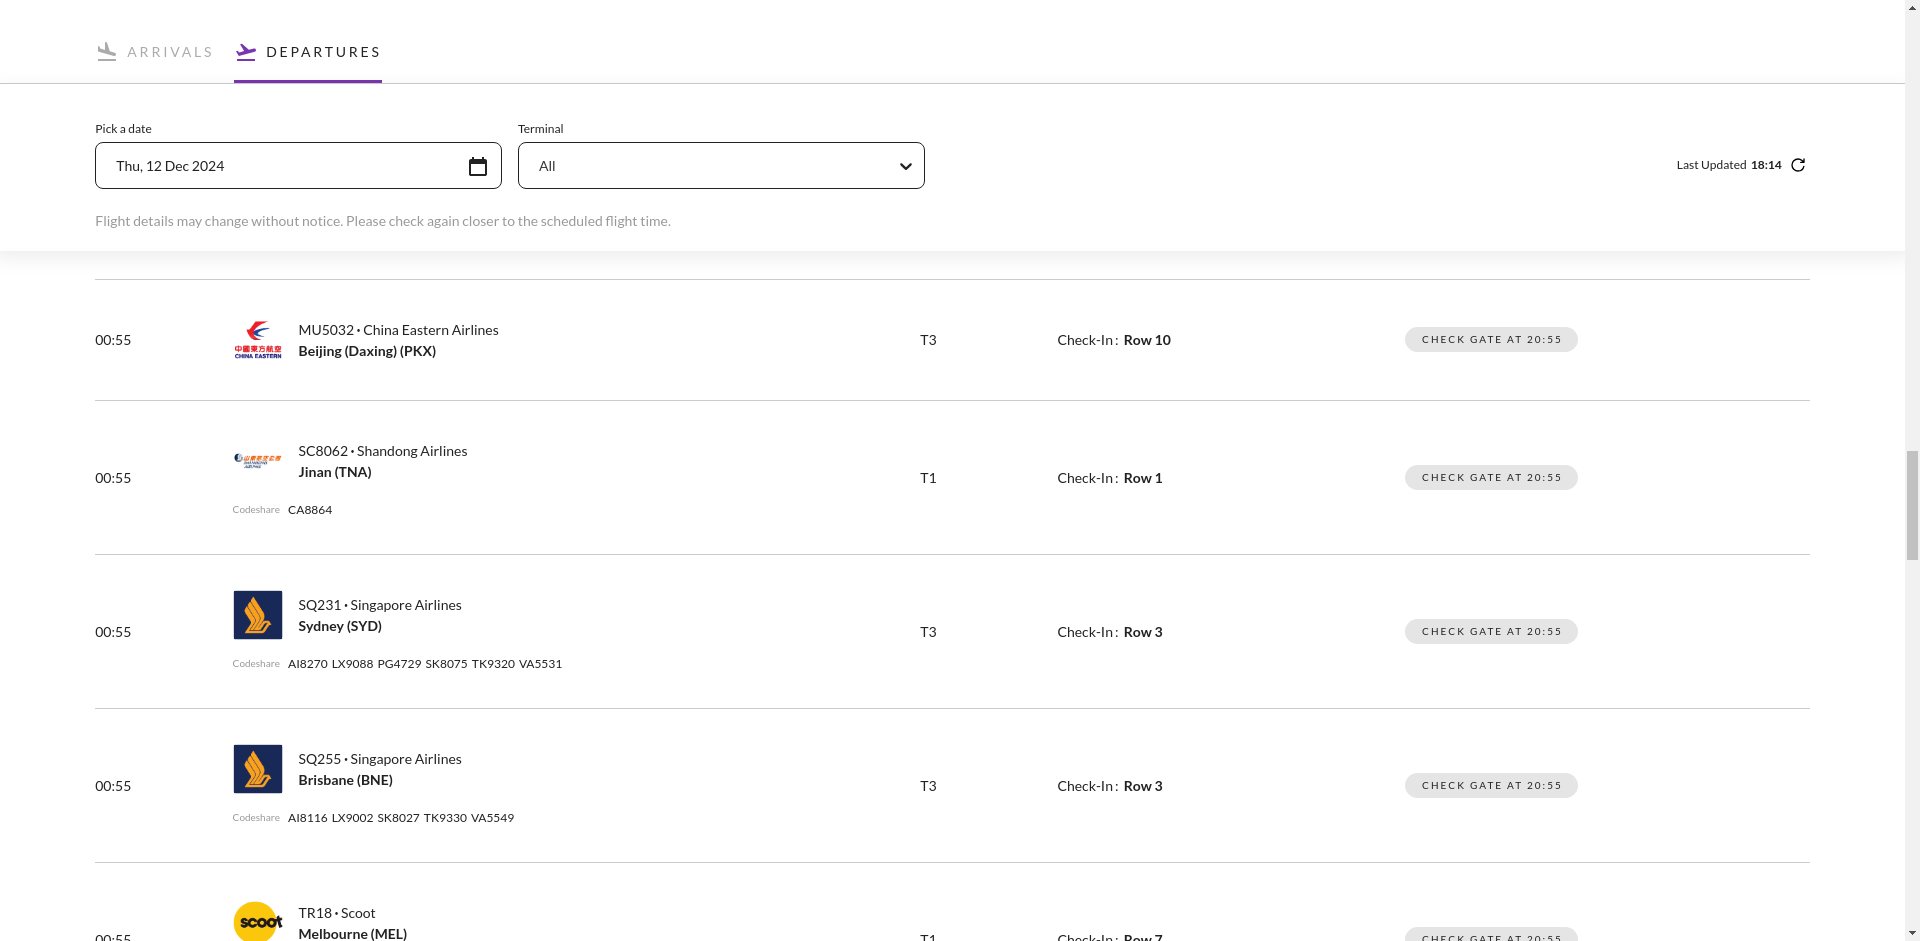 ARRIVALS DEPARTURES
Pick a date Terminal
Thu, 12 Dec 2024 All Last Updated 18:14
Flight details may change without notice. Please check again closer to the scheduled flight time.
中國東方航空
CHINA EASTERN
00:55 MU5032 • China Eastern Airlines T3 Check-In : Row 10 CHECK GATE AT 20:55
Beijing (Daxing) (PKX)
00:55 SC8062 • Shandong Airlines T1 Check-In : Row 1 CHECK GATE AT 20:55
Jinan (TNA)
Codeshare CA8864
00:55 SQ231 • Singapore Airlines T3 Check-In : Row 3 CHECK GATE AT 20:55
Sydney (SYD)
Codeshare AI8270 LX9088 PG4729 SK8075 TK9320 VA5531
00:55 SQ255 • Singapore Airlines T3 Check-In : Row 3 CHECK GATE AT 20:55
Brisbane (BNE)
Codeshare AI8116 LX9002 SK8027 TK9330 VA5549
scoot
00:55 TR18 • Scoot T1 Check-In : Row 7 CHECK GATE AT 20:55
Melbourne (MEL)